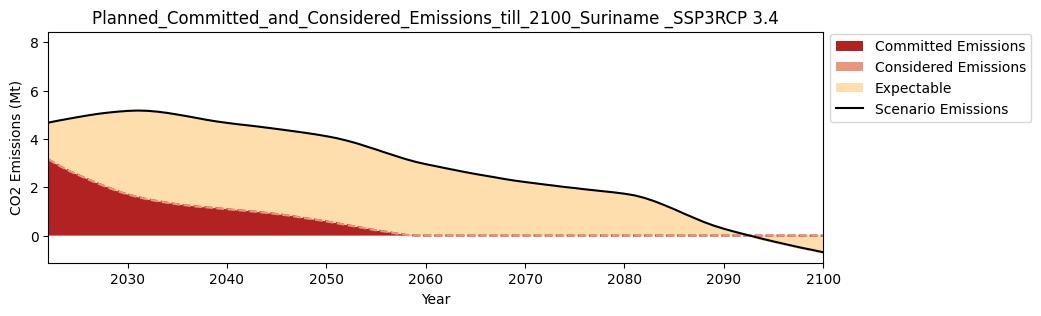 Planned_Committed_and_Considered_Emissions_till_2100_Suriname _SSP3RCP 3.4
CO2 Emissions (Mt)
8
6
4
2
0
2030 2040 2050 2060 2070 2080 2090 2100
Year
Committed Emissions
Considered Emissions
Expectable
Scenario Emissions